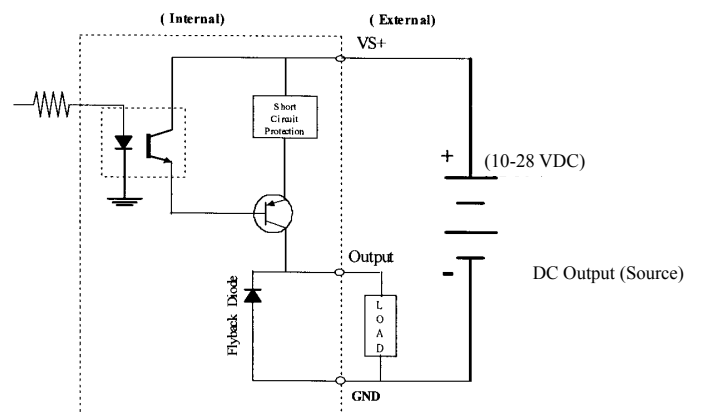 ( Internal) ( External)
VS+
Short
Circuit
Protection
+ (10-28 VDC)
Output
- DC Output (Source)
Flyback Diode
L
O
A
D
GND